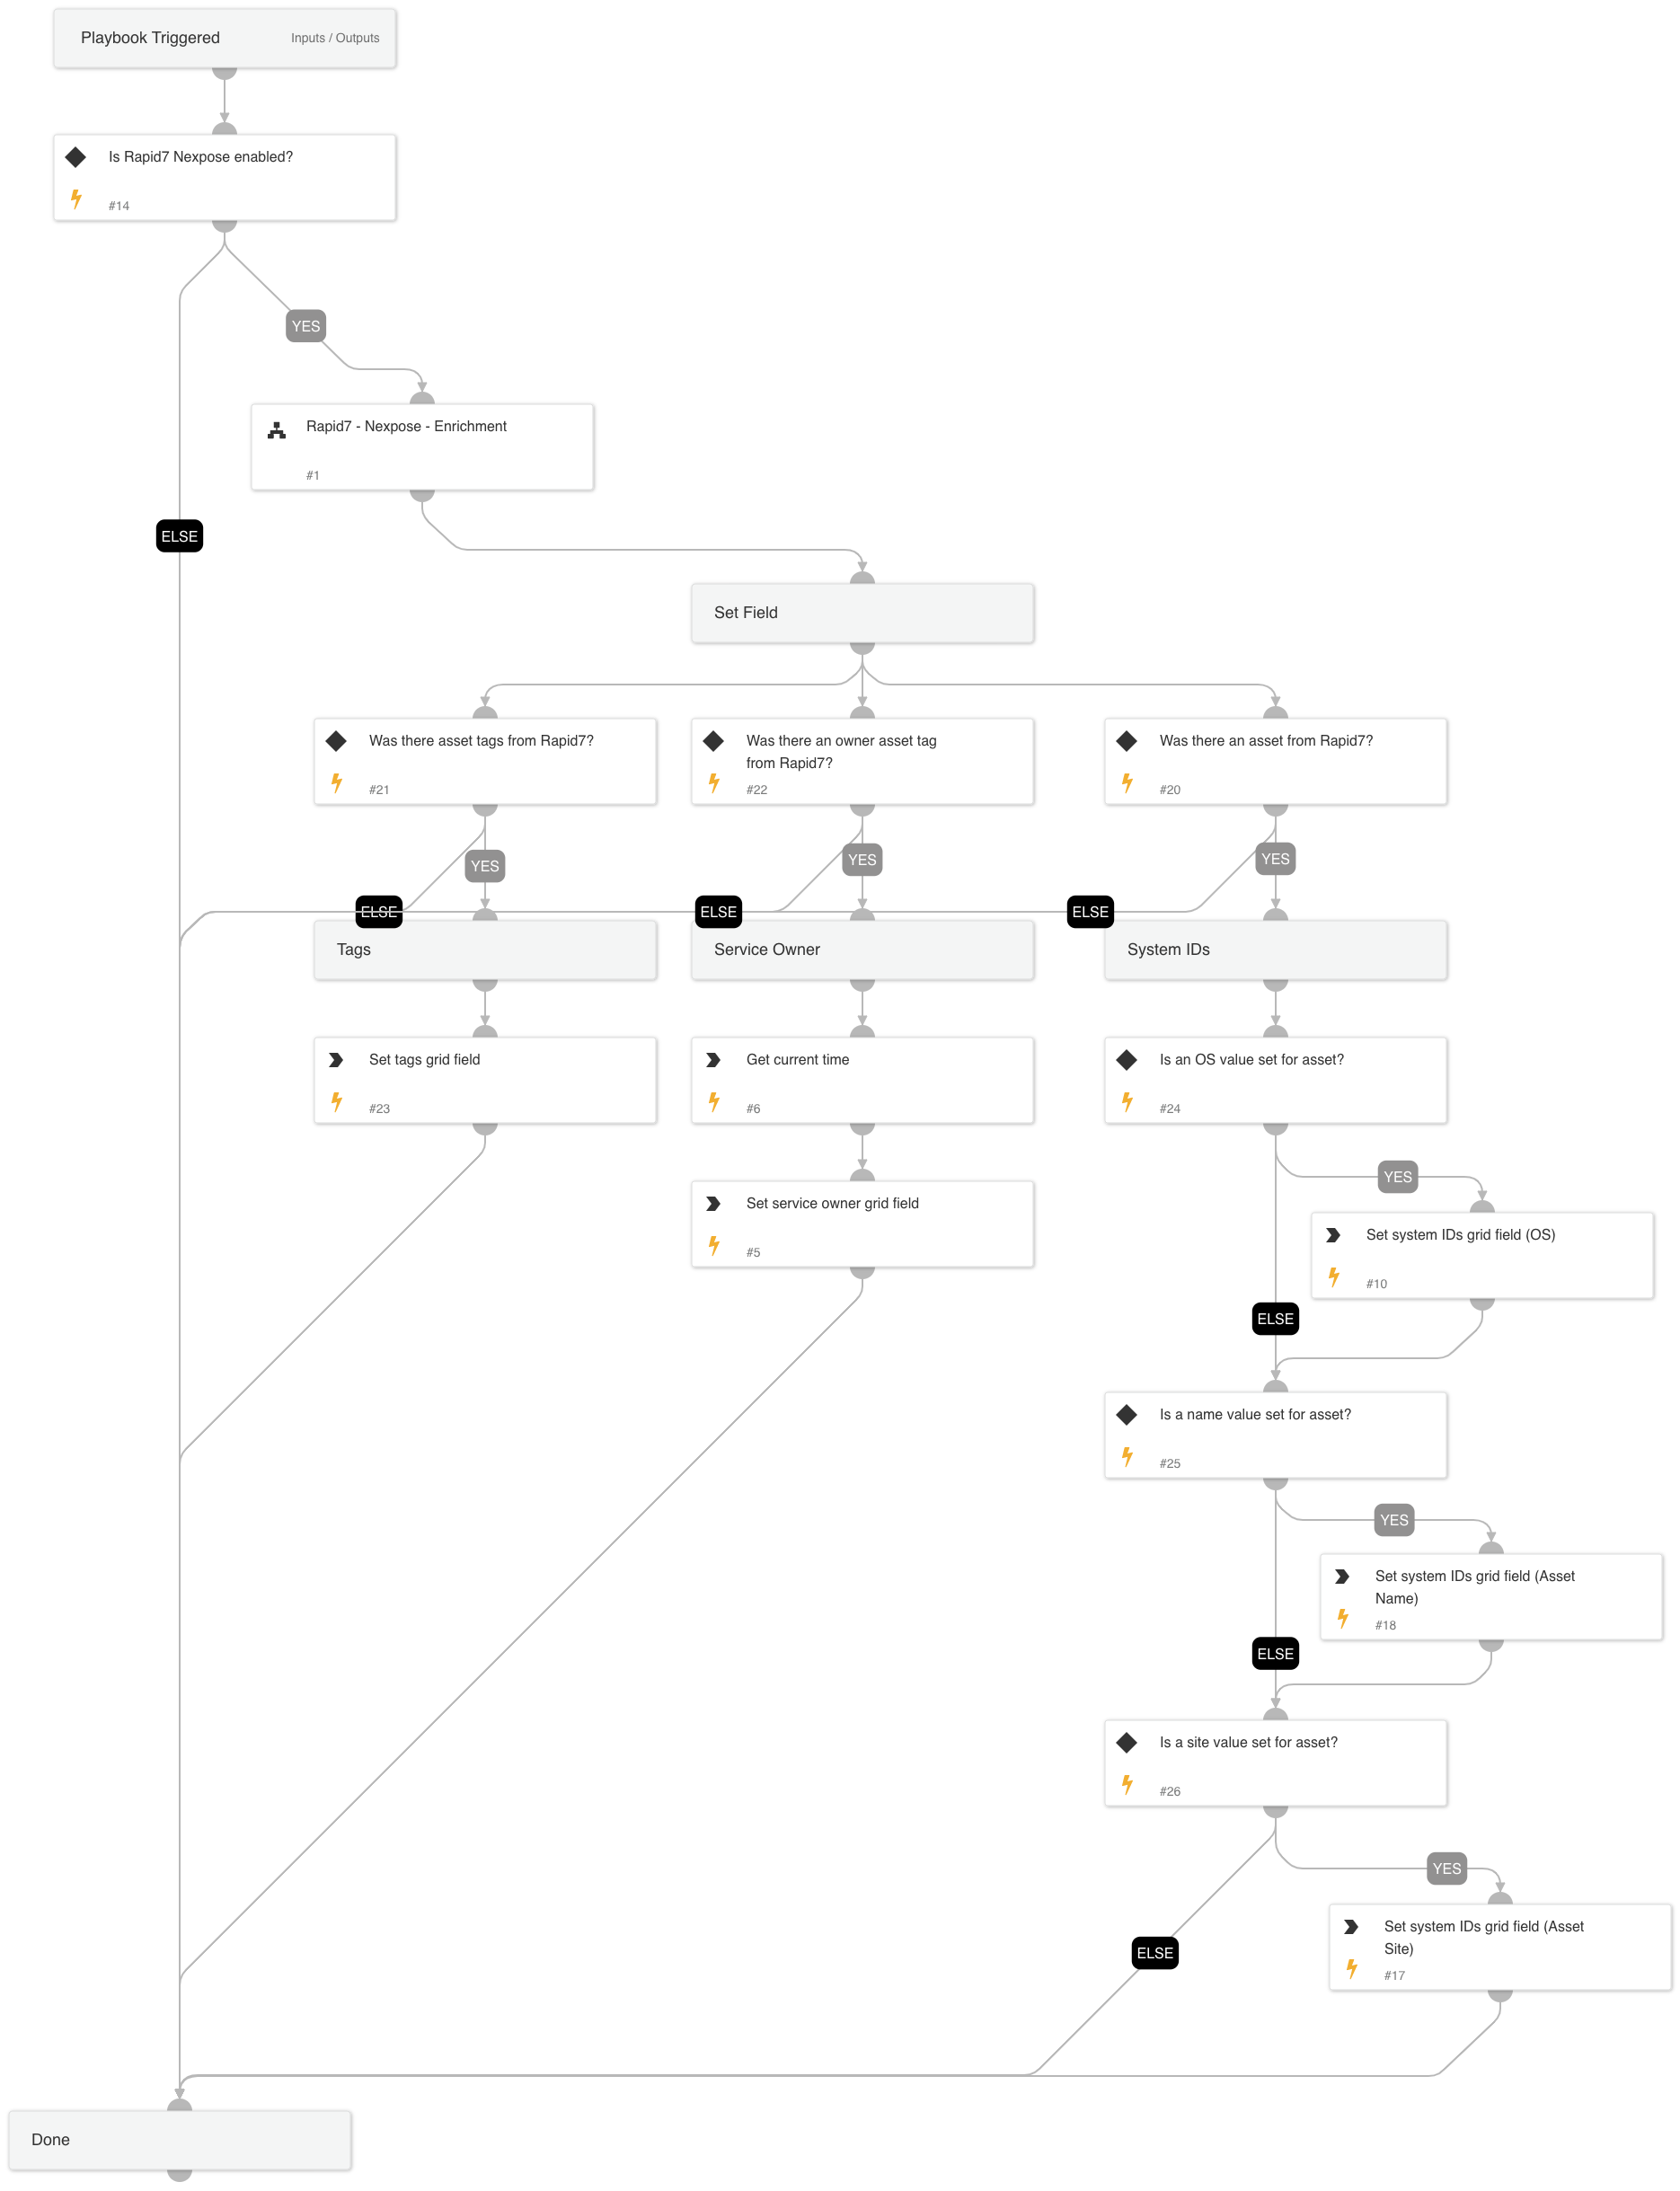 Playbook Triggered
Inputs / Outputs
Is Rapid7 Nexpose enabled?
#14
YES
Rapid7 - Nexpose - Enrichment
#1
ELSE
Set Field
Was there asset tags from Rapid7?
#21
Was there an owner asset tag
from Rapid7?
#22
Was there an asset from Rapid7?
#20
YES
YES
YES
ELSE
ELSE
ELSE
Tags
Service Owner
System IDs
Set tags grid field
#23
Get current time
#6
Is an OS value set for asset?
#24
YES
Set service owner grid field
#5
Set system IDs grid field (OS)
#10
ELSE
Is a name value set for asset?
#25
YES
Set system IDs grid field (Asset
Name)
#18
ELSE
Is a site value set for asset?
#26
YES
Set system IDs grid field (Asset
Site)
#17
ELSE
Done